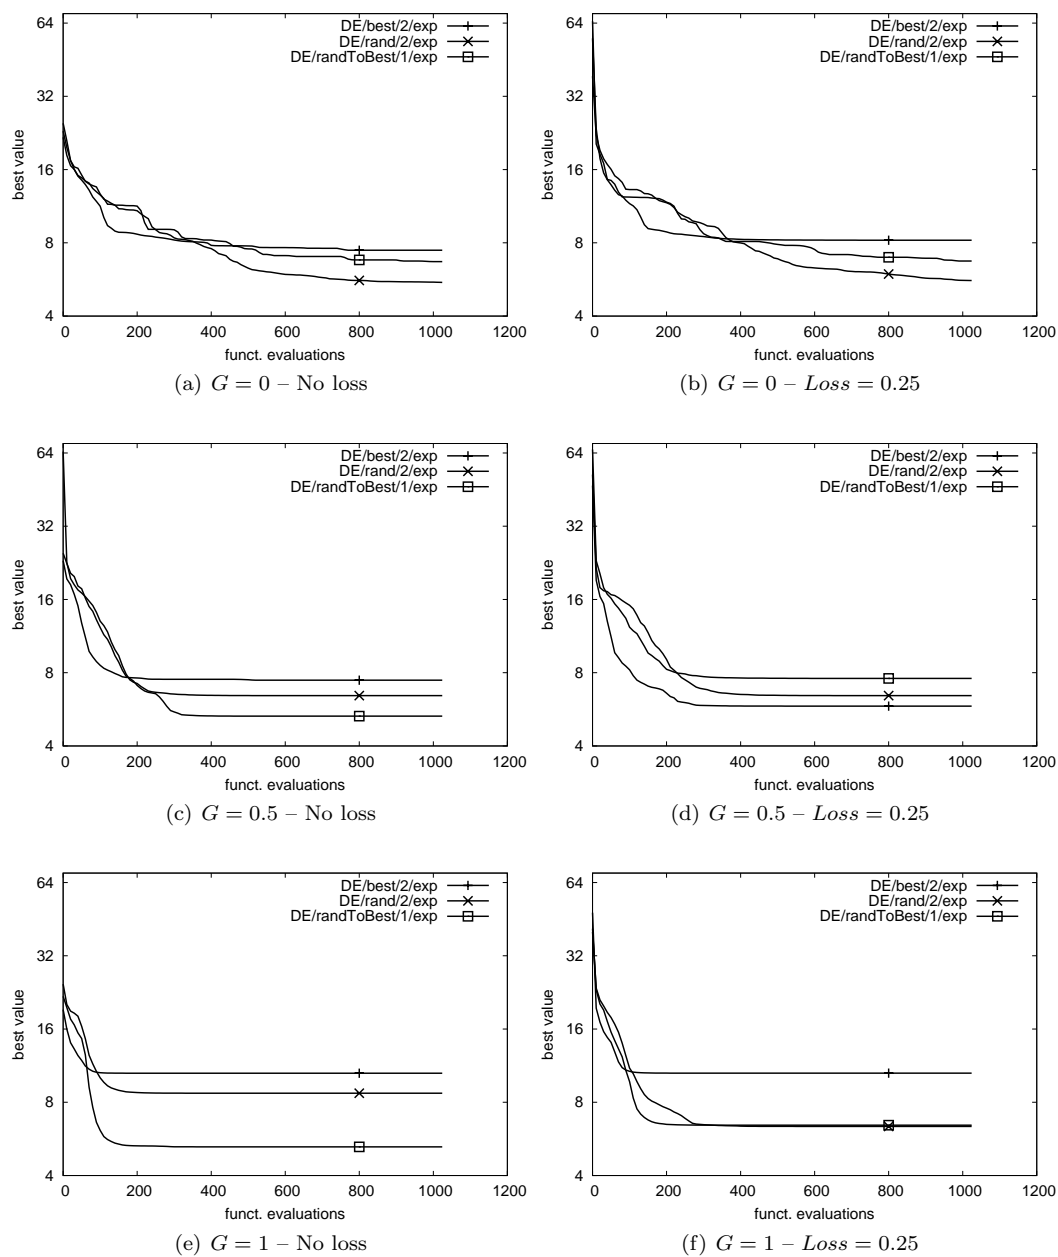 64
32
16
8
4
0 200 400 600 800 1000 1200
best value
funct. evaluations
DE/best/2/exp
DE/rand/2/exp
DE/randToBest/1/exp
(a) G = 0 – No loss
64
32
16
8
4
0 200 400 600 800 1000 1200
best value
funct. evaluations
DE/best/2/exp
DE/rand/2/exp
DE/randToBest/1/exp
(b) G = 0 – Loss = 0.25
64
32
16
8
4
0 200 400 600 800 1000 1200
best value
funct. evaluations
DE/best/2/exp
DE/rand/2/exp
DE/randToBest/1/exp
(c) G = 0.5 – No loss
64
32
16
8
4
0 200 400 600 800 1000 1200
best value
funct. evaluations
DE/best/2/exp
DE/rand/2/exp
DE/randToBest/1/exp
(d) G = 0.5 – Loss = 0.25
64
32
16
8
4
0 200 400 600 800 1000 1200
best value
funct. evaluations
DE/best/2/exp
DE/rand/2/exp
DE/randToBest/1/exp
(e) G = 1 – No loss
64
32
16
8
4
0 200 400 600 800 1000 1200
best value
funct. evaluations
DE/best/2/exp
DE/rand/2/exp
DE/randToBest/1/exp
(f) G = 1 – Loss = 0.25